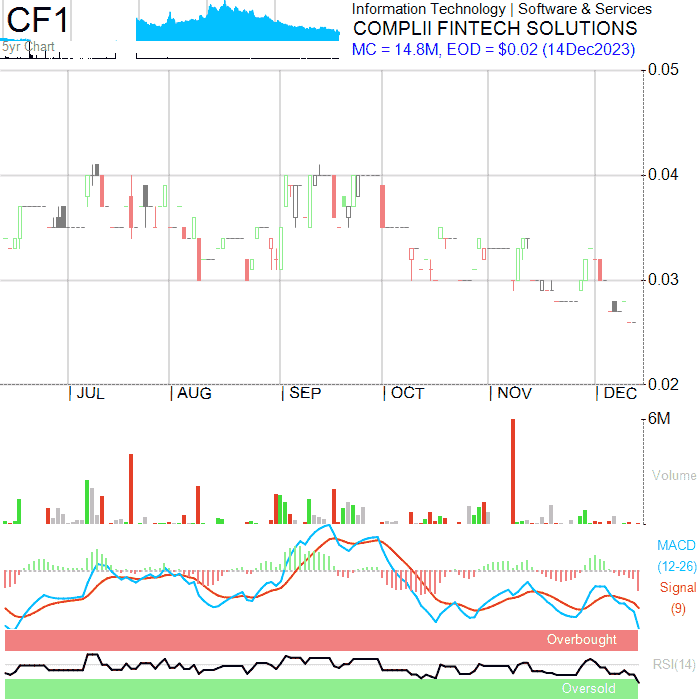 CF1
5yr Chart
Information Technology | Software & Services
COMPLII FINTECH SOLUTIONS
MC = 14.8M, EOD = $0.02 (14Dec2023)
0.05
0.04
0.03
0.02
| JUL | AUG | SEP | OCT | NOV | DEC
6M
Volume
MACD
(12-26)
Signal
(9)
Overbought
RSI(14)
Oversold